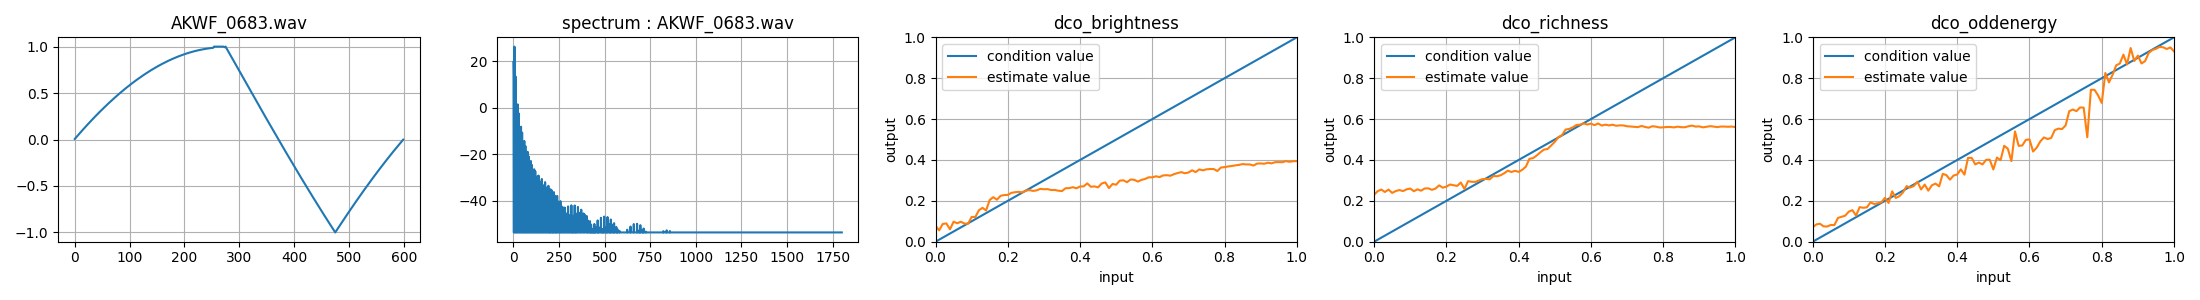 AKWF_0683.wav
1.0
0.5
0.0
−0.5
−1.0
0 100 200 300 400 500 600
spectrum : AKWF_0683.wav
20
0
−20
−40
0 250 500 750 1000 1250 1500 1750
dco_brightness
condition value
estimate value
output
1.0
0.8
0.6
0.4
0.2
0.0
0.0 0.2 0.4 0.6 0.8 1.0
input
dco_richness
condition value
estimate value
output
1.0
0.8
0.6
0.4
0.2
0.0
0.0 0.2 0.4 0.6 0.8 1.0
input
dco_oddenergy
condition value
estimate value
output
1.0
0.8
0.6
0.4
0.2
0.0
0.0 0.2 0.4 0.6 0.8 1.0
input